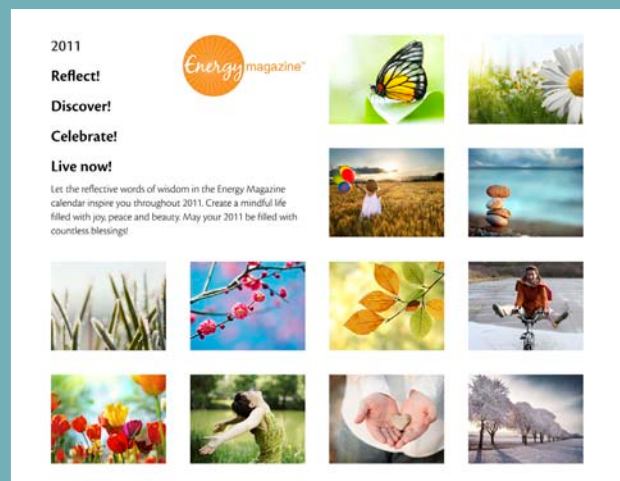 2011
Energy magazine™
Reflect!
Discover!
Celebrate!
Live now!
Let the reflective words of wisdom in the Energy Magazine
calendar inspire you throughout 2011. Create a mindful life
filled with joy, peace and beauty. May your 2011 be filled with
countless blessings!